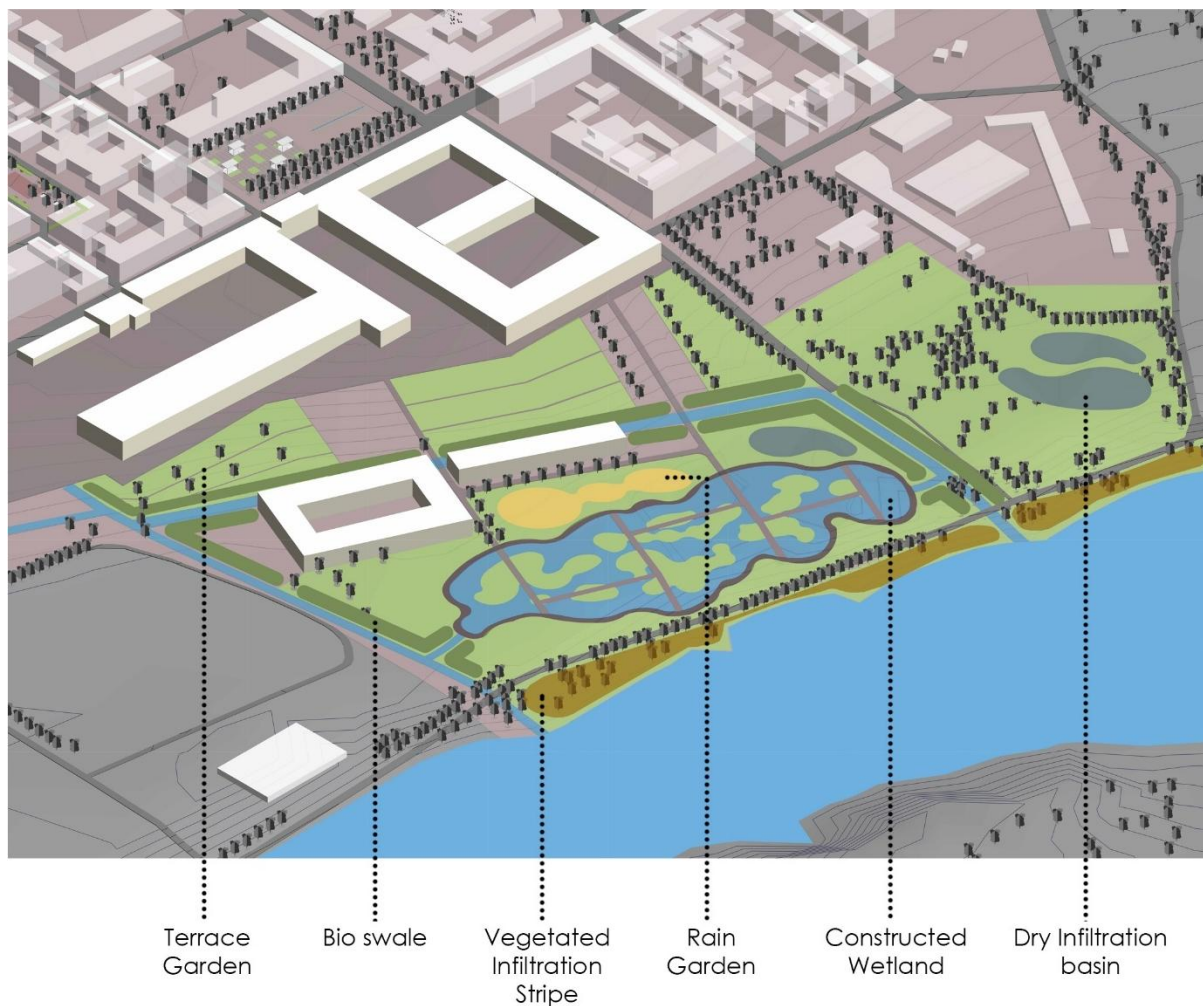 Terrace
Garden
Bio swale
Vegetated
Infiltration
Stripe
Rain
Garden
Constructed
Wetland
Dry Infiltration
basin